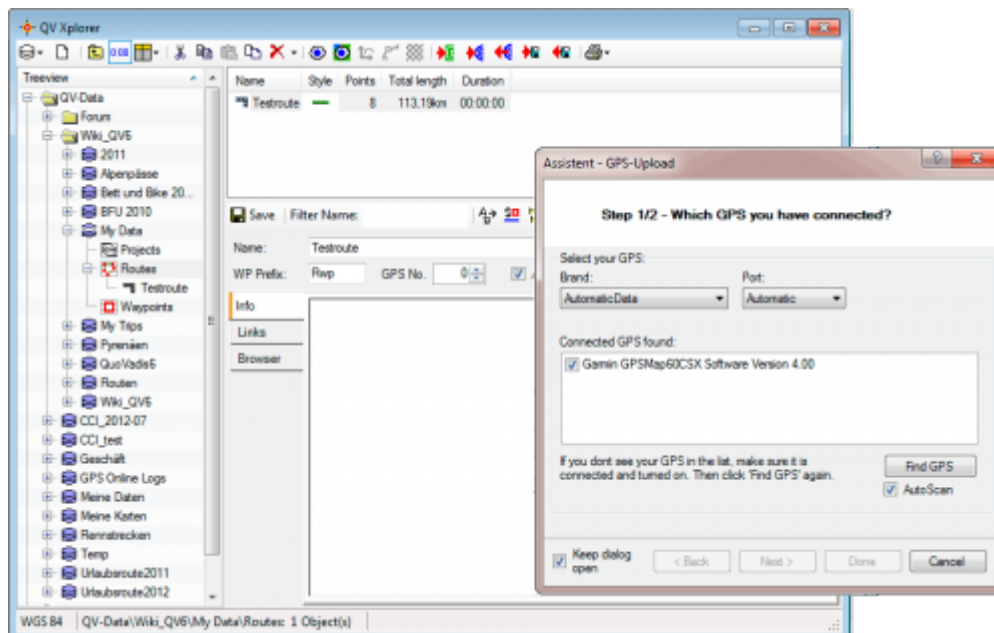 QV Xplorer
Treeview
QV-Data
Forum
Wiki_QV6
2011
Alpenpässe
Bett und Bike 20...
BFU 2010
My Data
Projects
Routes
Testroute
Waypoints
My Trips
Pyrenäen
QuoVadis6
Routen
Wiki_QV6
CCI_2012-07
CCI_test
Geschäft
GPS Online Logs
Meine Daten
Meine Karten
Rennstrecken
Temp
Urlaubsroute2011
Urlaubsroute2012
Name Style Points Total length Duration
Testroute 8 113.19km 00:00:00
Save Filter Name:
Name: Testroute
WP Prefix: Rwp GPS No. 0
Info
Links
Browser
WGS 84 QV-Data\Wiki_QV6\My Data\Routes: 1 Object(s)
Assistent - GPS-Upload
Step 1/2 - Which GPS you have connected?
Select your GPS:
Brand: Port:
AutomaticData Automatic
Connected GPS found:
Garmin GPSMap60CSX Software Version 4.00
If you dont see your GPS in the list, make sure it is
connected and turned on. Then click 'Find GPS' again.
Find GPS
AutoScan
Keep dialog
open
< Back Next > Done Cancel